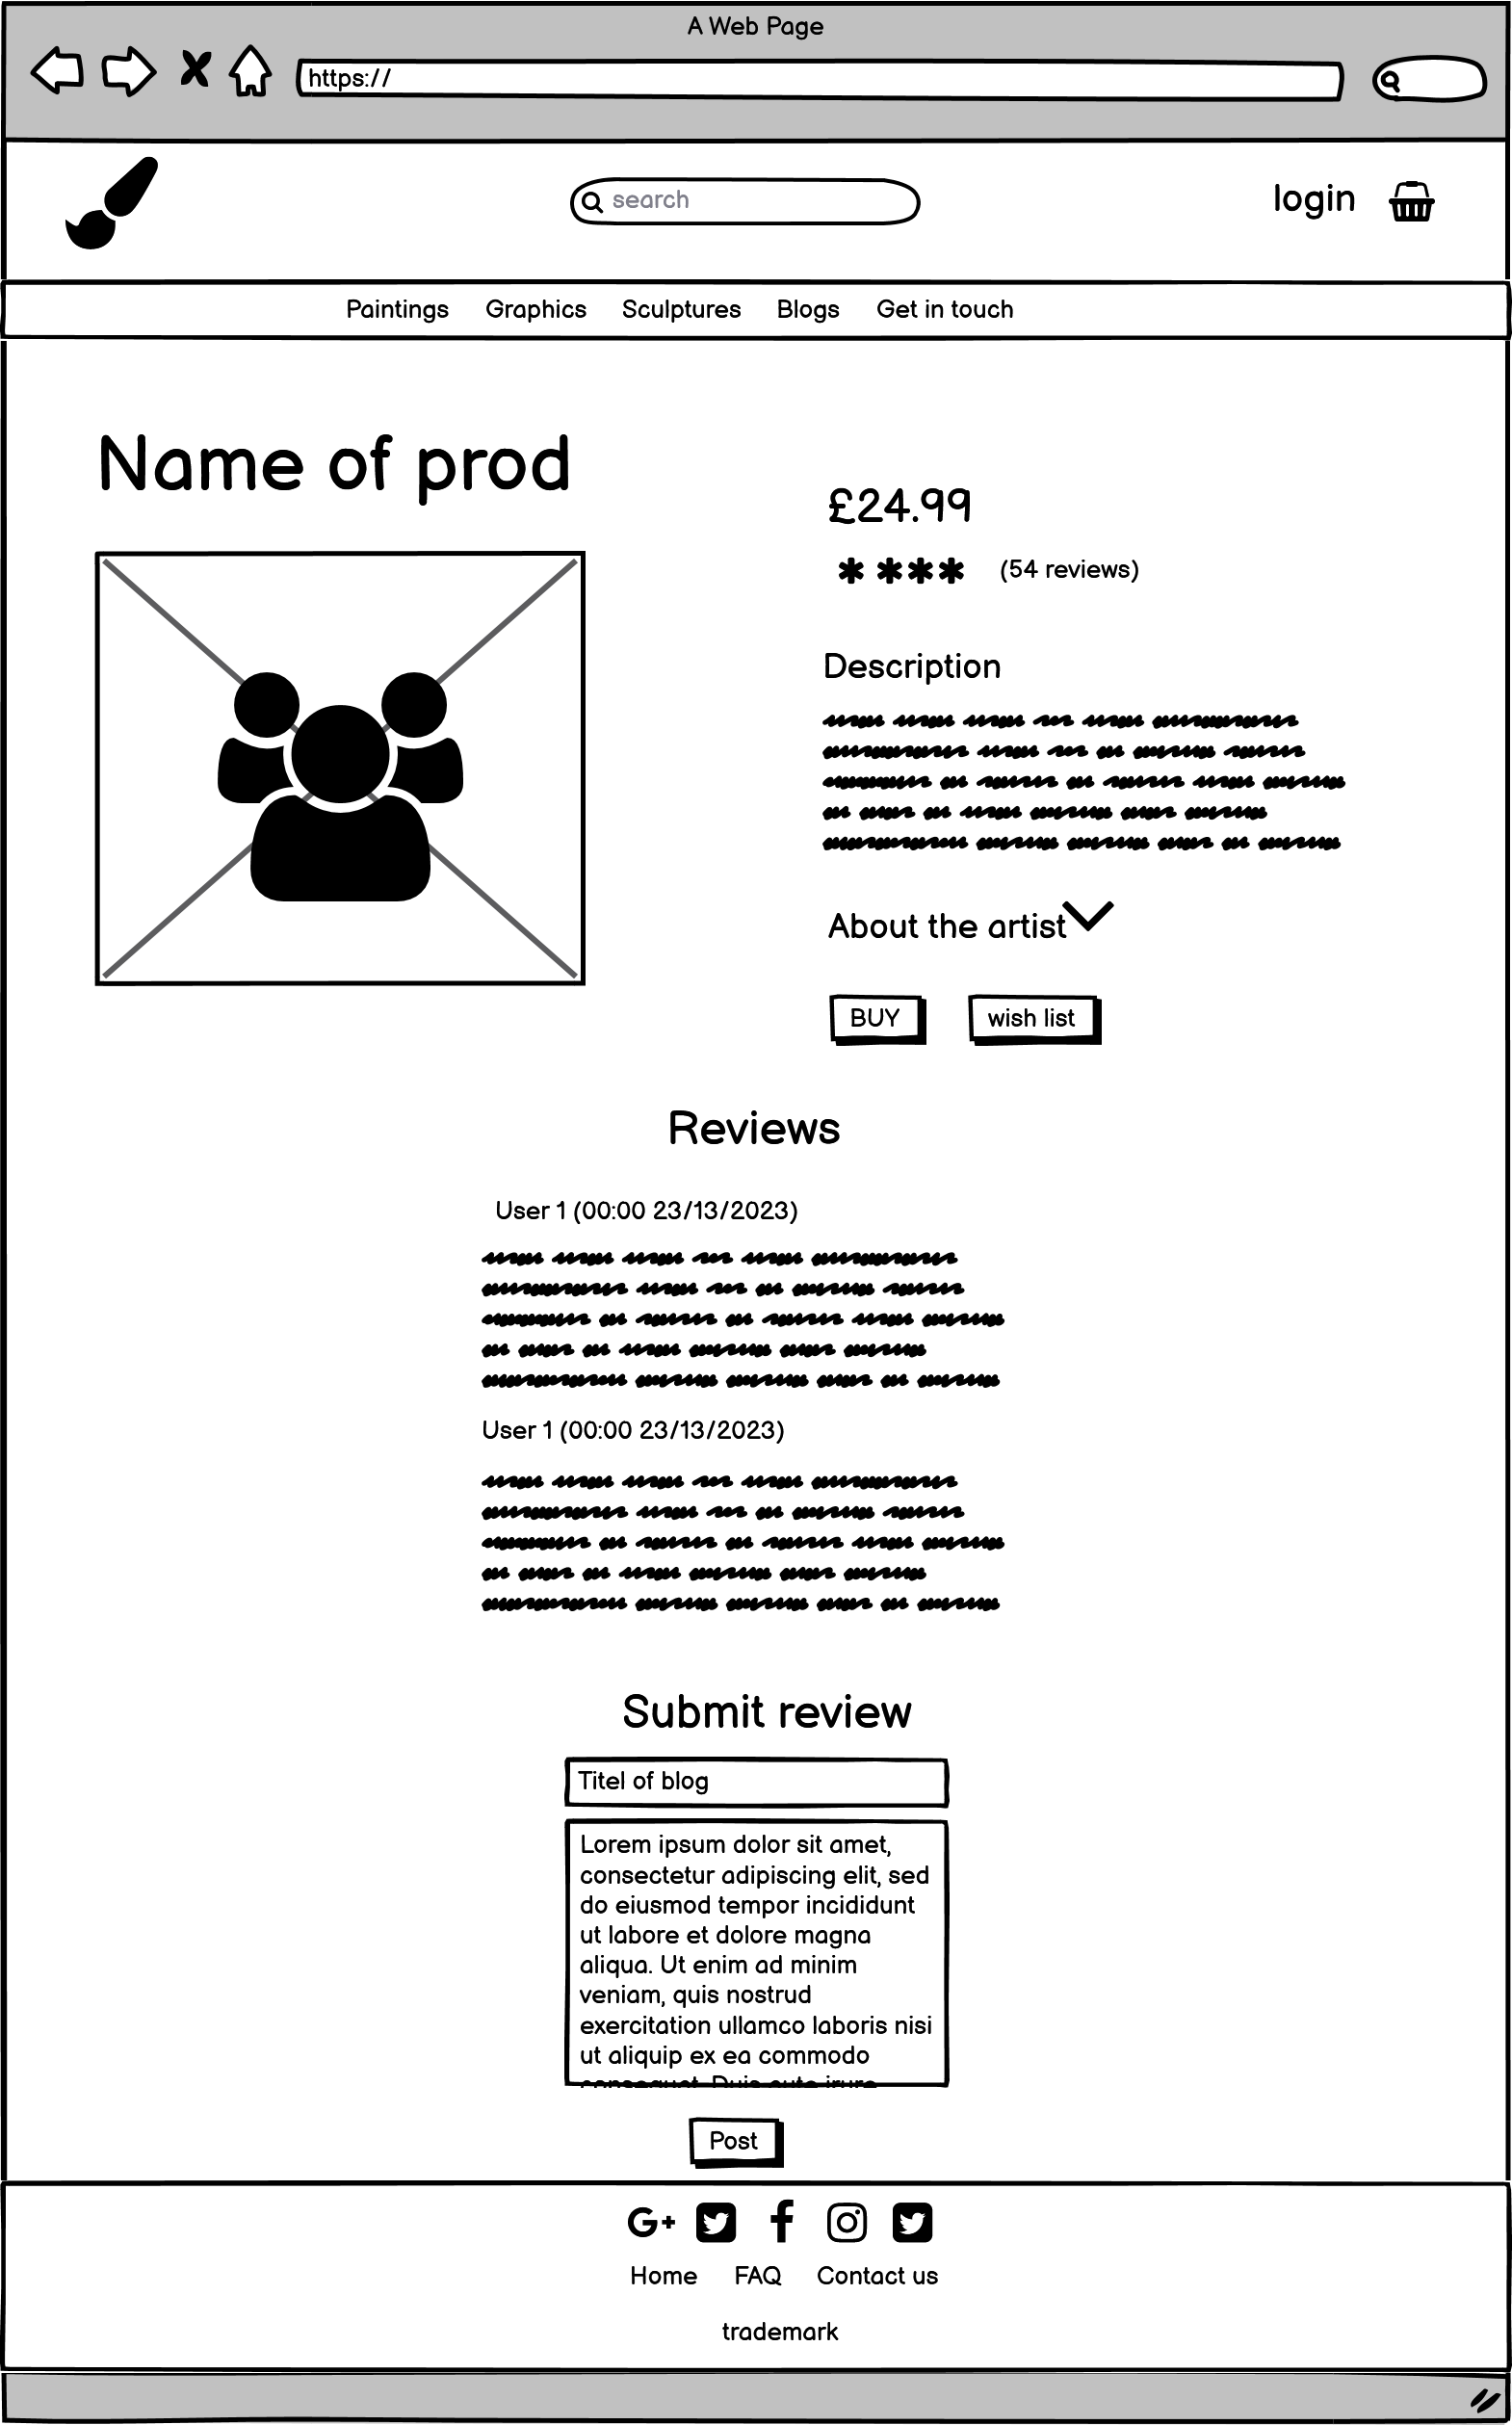 A Web Page
https://
search
login
Paintings Graphics Sculptures Blogs Get in touch
Name of prod
£24.99
✱ ✱✱✱ (54 reviews)
Description
About the artist
BUY wish list
Reviews
User 1 (00:00 23/13/2023)
User 1 (00:00 23/13/2023)
Submit review
Titel of blog
Lorem ipsum dolor sit amet,
consectetur adipiscing elit, sed
do eiusmod tempor incididunt
ut labore et dolore magna
aliqua. Ut enim ad minim
veniam, quis nostrud
exercitation ullamco laboris nisi
ut aliquip ex ea commodo
Post
G+
Home FAQ Contact us
trademark